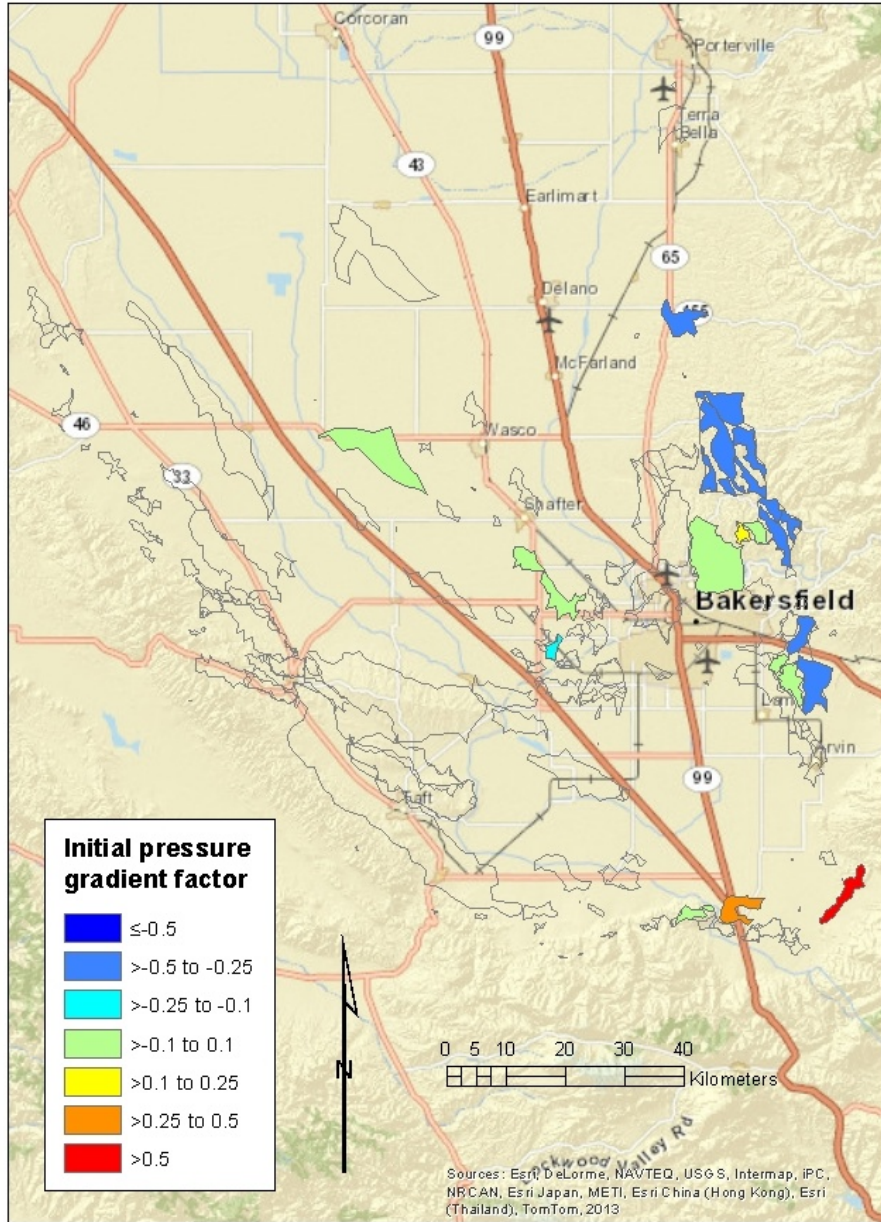 Corcoran
99
Porterville
Terra
Bella
43
Earlimart
65
Delano
155
McFarland
46
Wasco
33
Shafter
Bakersfield
Lam
Arvin
99
Taft
Initial pressure
gradient factor
≤-0.5
>-0.5 to -0.25
>-0.25 to -0.1
>-0.1 to 0.1
>0.1 to 0.25
>0.25 to 0.5
>0.5
N
0 5 10 20 30 40
Kilometers
Lockwood Valley Rd
Sources: Esri, DeLorme, NAVTEQ, USGS, Intermap, iPC,
NRCAN, Esri Japan, METI, Esri China (Hong Kong), Esri
(Thailand), TomTom, 2013